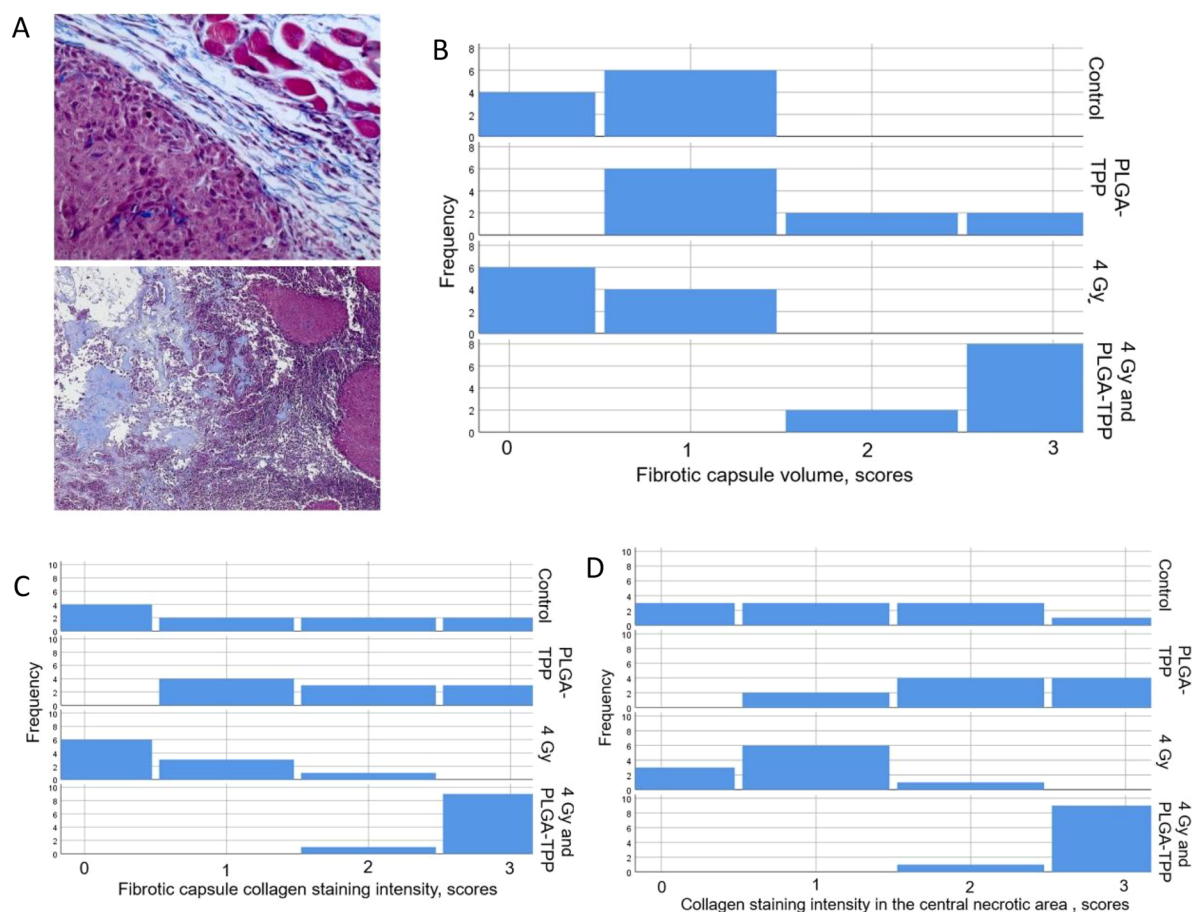 A
B
Frequency
8
6
4
2
0
Control
8
6
4
2
0
PLGA-
TPP
8
6
4
2
0
4 Gy
8
6
4
2
0
4 Gy and
PLGA-TPP
0 1 2 3
Fibrotic capsule volume, scores
C
Frequency
10
8
6
4
2
0
Control
10
8
6
4
2
0
PLGA-
TPP
10
8
6
4
2
0
4 Gy
10
8
6
4
2
0
4 Gy and
PLGA-TPP
0 1 2 3
Fibrotic capsule collagen staining intensity, scores
D
Frequency
10
8
6
4
2
0
Control
10
8
6
4
2
0
PLGA-
TPP
10
8
6
4
2
0
4 Gy
10
8
6
4
2
0
4 Gy and
PLGA-TPP
0 1 2 3
Collagen staining intensity in the central necrotic area , scores